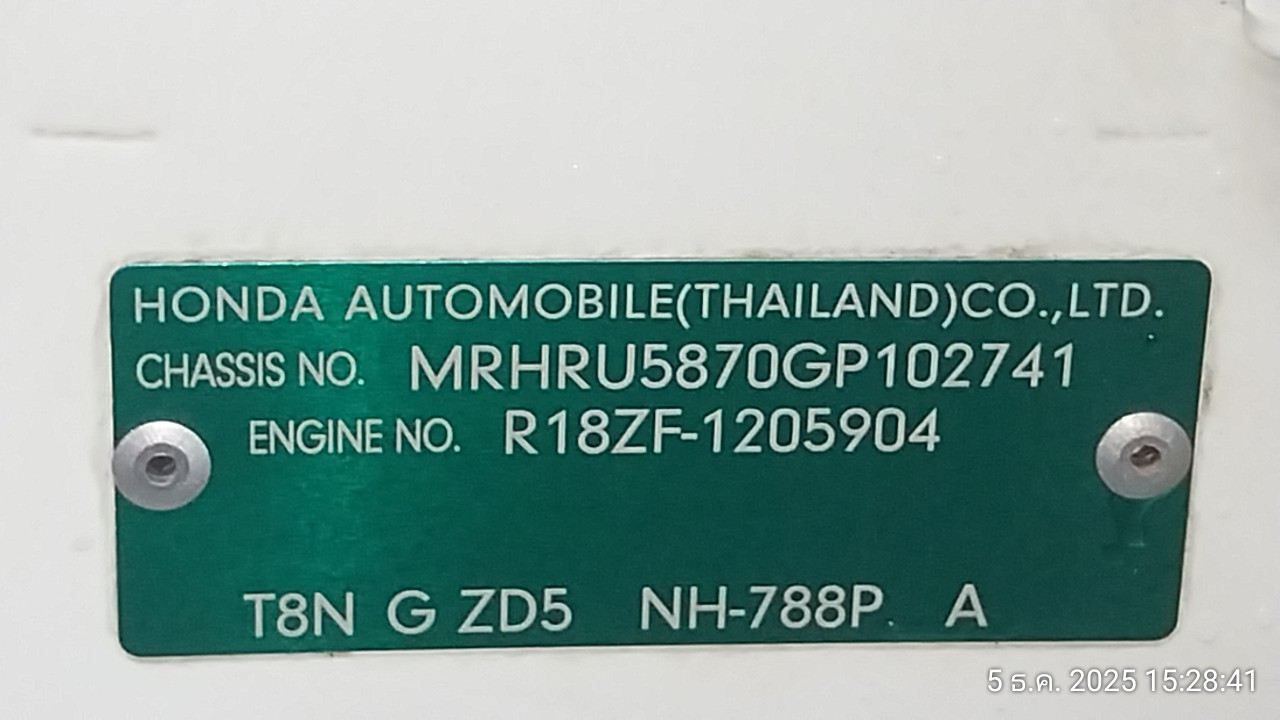 HONDA AUTOMOBILE(THAILAND)CO.,LTD.
CHASSIS NO. MRHRU5870GP102741
ENGINE NO. R18ZF-1205904
T8N G ZD5 NH-788P. A
5 ธ.ค. 2025 15:28:41